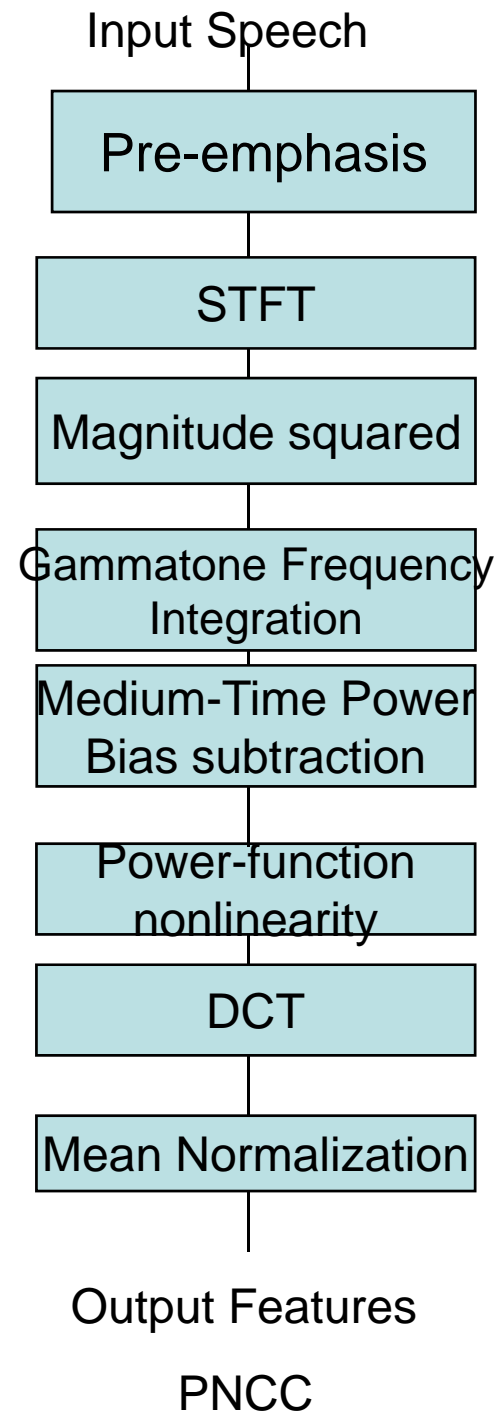 Input Speech
Pre-emphasis
STFT
Magnitude squared
Gammatone Frequency
Integration
Medium-Time Power
Bias subtraction
Power-function
nonlinearity
DCT
Mean Normalization
Output Features
PNCC